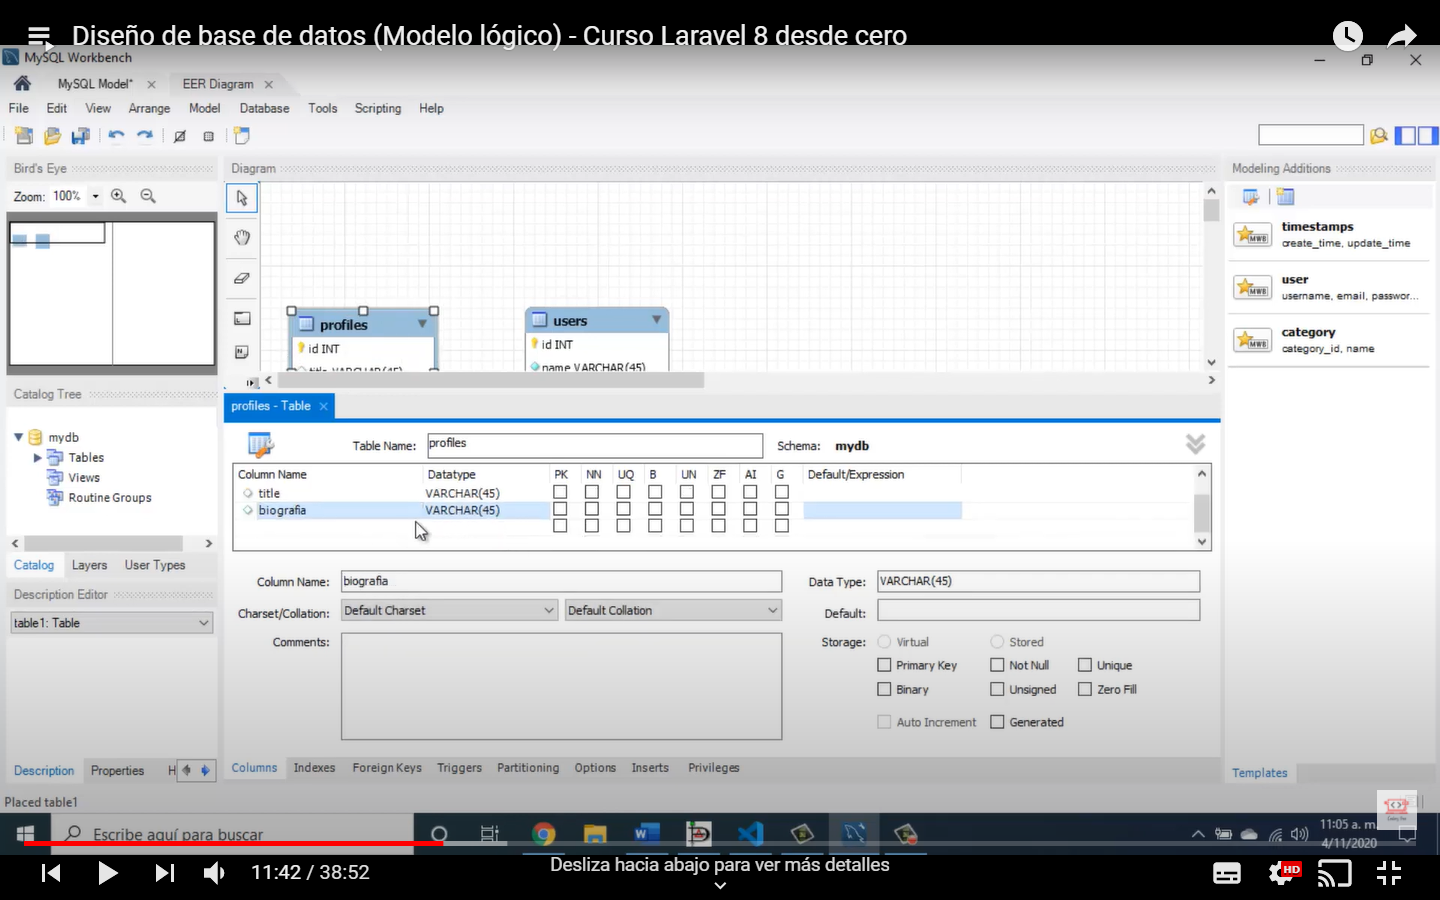 Diseño de base de datos (Modelo lógico) - Curso Laravel 8 desde cero
MySQL Workbench
MySQL Model* EER Diagram
File Edit View Arrange Model Database Tools Scripting Help
Bird's Eye
Zoom: 100%
Diagram
profiles
id INT
title VARCHAR(45)
users
id INT
name VARCHAR(45)
Modeling Additions
timestamps
create_time, update_time
user
username, email, passwor...
category
category_id, name
Templates
Catalog Tree
mydb
Tables
Views
Routine Groups
Catalog Layers User Types
Description Editor
table1: Table
Description Properties H
profiles - Table
Table Name: profiles Schema: mydb
Column Name Datatype PK NN UQ B UN ZF AI G Default/Expression
title VARCHAR(45)
biografia VARCHAR(45)
Column Name: biografia Data Type: VARCHAR(45)
Charset/Collation: Default Charset Default Collation Default:
Comments: Storage: Virtual Stored
Primary Key Not Null Unique
Binary Unsigned Zero Fill
Auto Increment Generated
Columns Indexes Foreign Keys Triggers Partitioning Options Inserts Privileges
Placed table1
Escribe aquí para buscar
11:05 a. m.
4/11/2020
11:42 / 38:52
Desliza hacia abajo para ver más detalles
HD